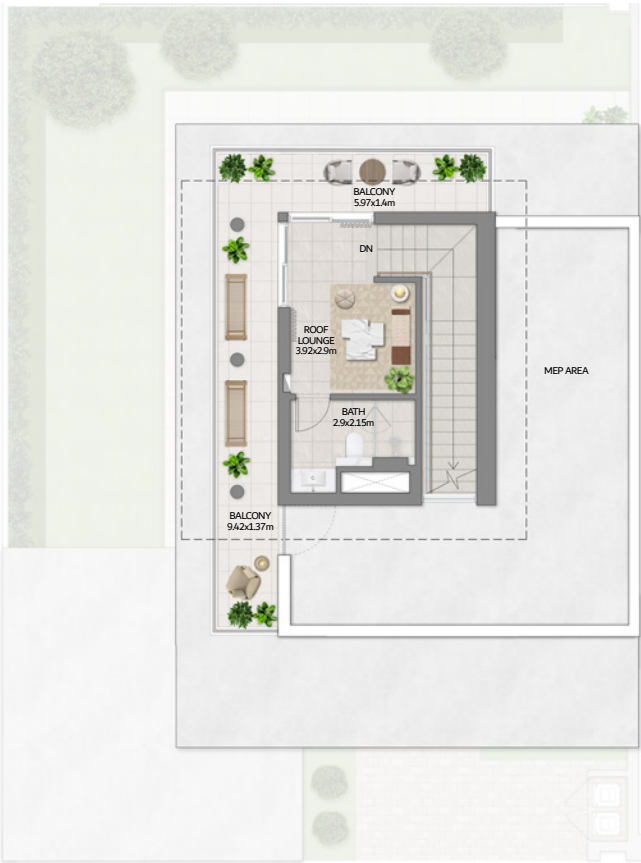 BALCONY
5.97x1.4m
DN
ROOF
LOUNGE
3.92x2.9m
MEP AREA
BATH
2.9x2.15m
BALCONY
9.42x1.37m